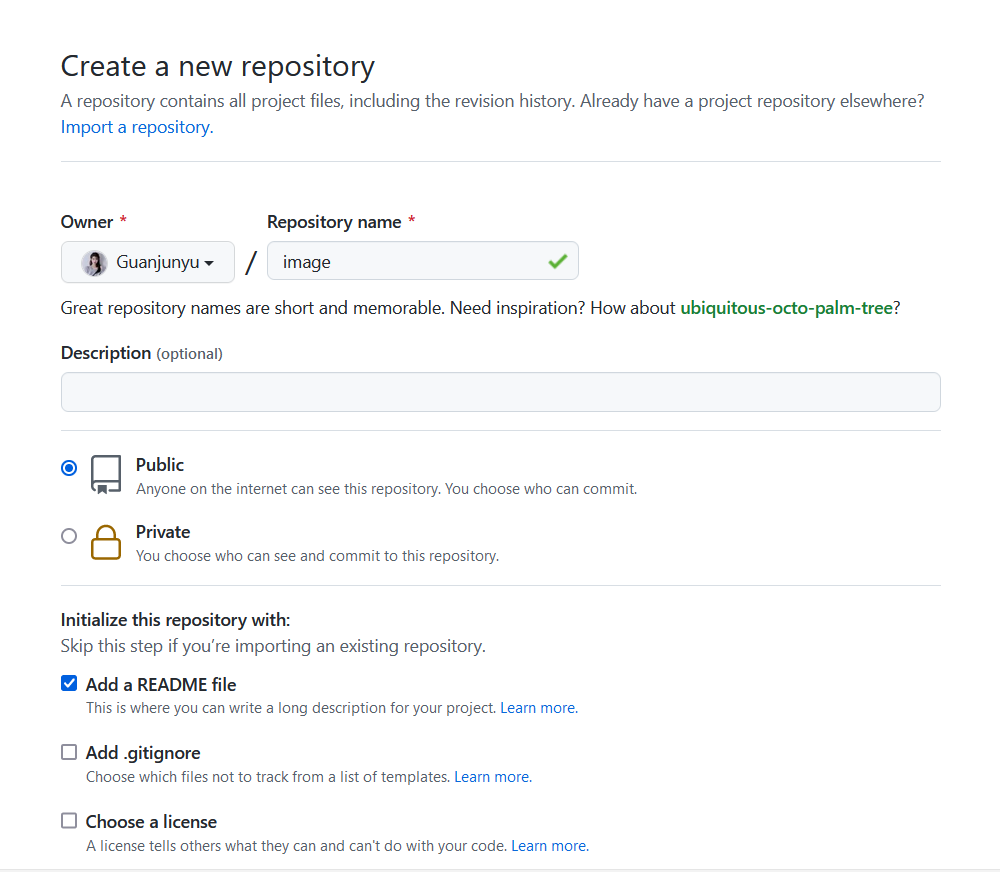 Create a new repository
A repository contains all project files, including the revision history. Already have a project repository elsewhere?
Import a repository.
Owner * Repository name *
Guanjunyu / image
Great repository names are short and memorable. Need inspiration? How about ubiquitous-octo-palm-tree?
Description (optional)
Public
Anyone on the internet can see this repository. You choose who can commit.
Private
You choose who can see and commit to this repository.
Initialize this repository with:
Skip this step if you’re importing an existing repository.
Add a README file
This is where you can write a long description for your project. Learn more.
Add .gitignore
Choose which files not to track from a list of templates. Learn more.
Choose a license
A license tells others what they can and can't do with your code. Learn more.